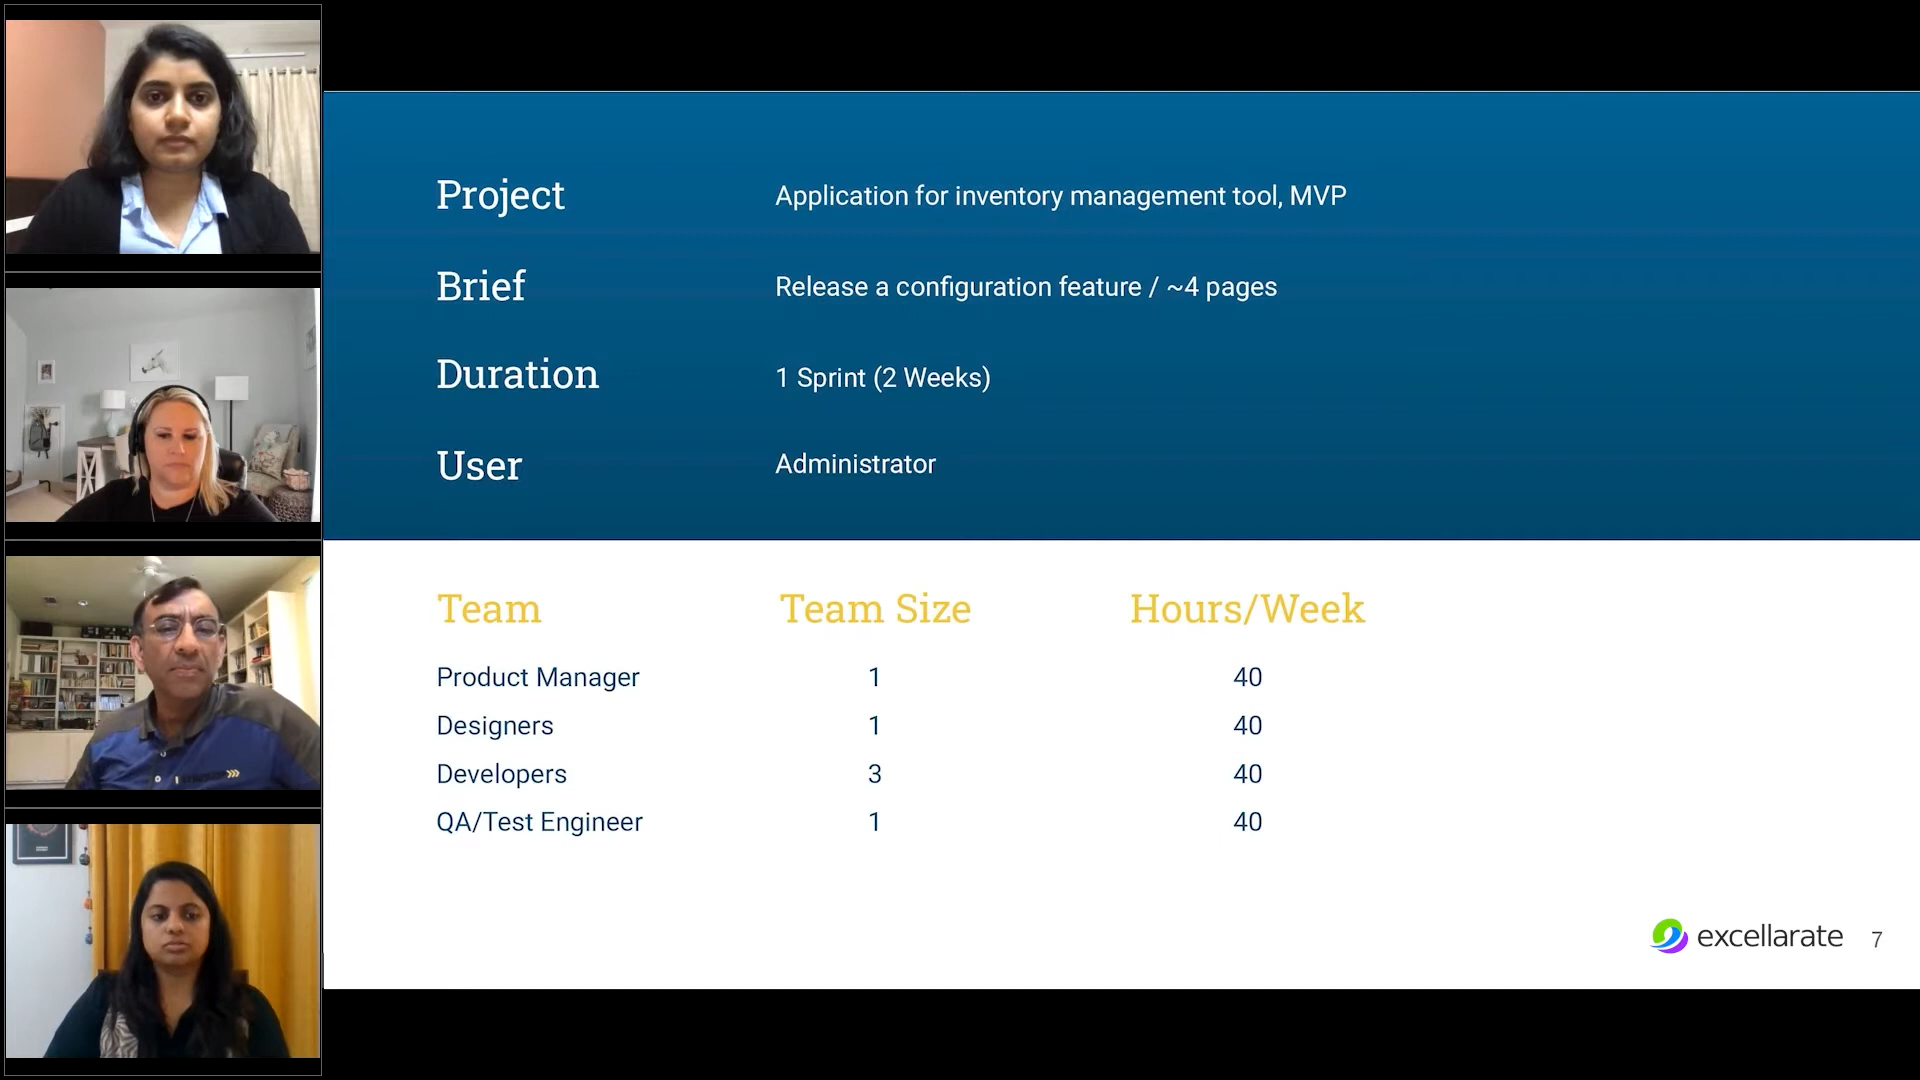 Project Application for inventory management tool, MVP
Brief Release a configuration feature / ~4 pages
Duration 1 Sprint (2 Weeks)
User Administrator
Team Team Size Hours/Week
Product Manager 1 40
Designers 1 40
Developers 3 40
QA/Test Engineer 1 40
excellarate 7